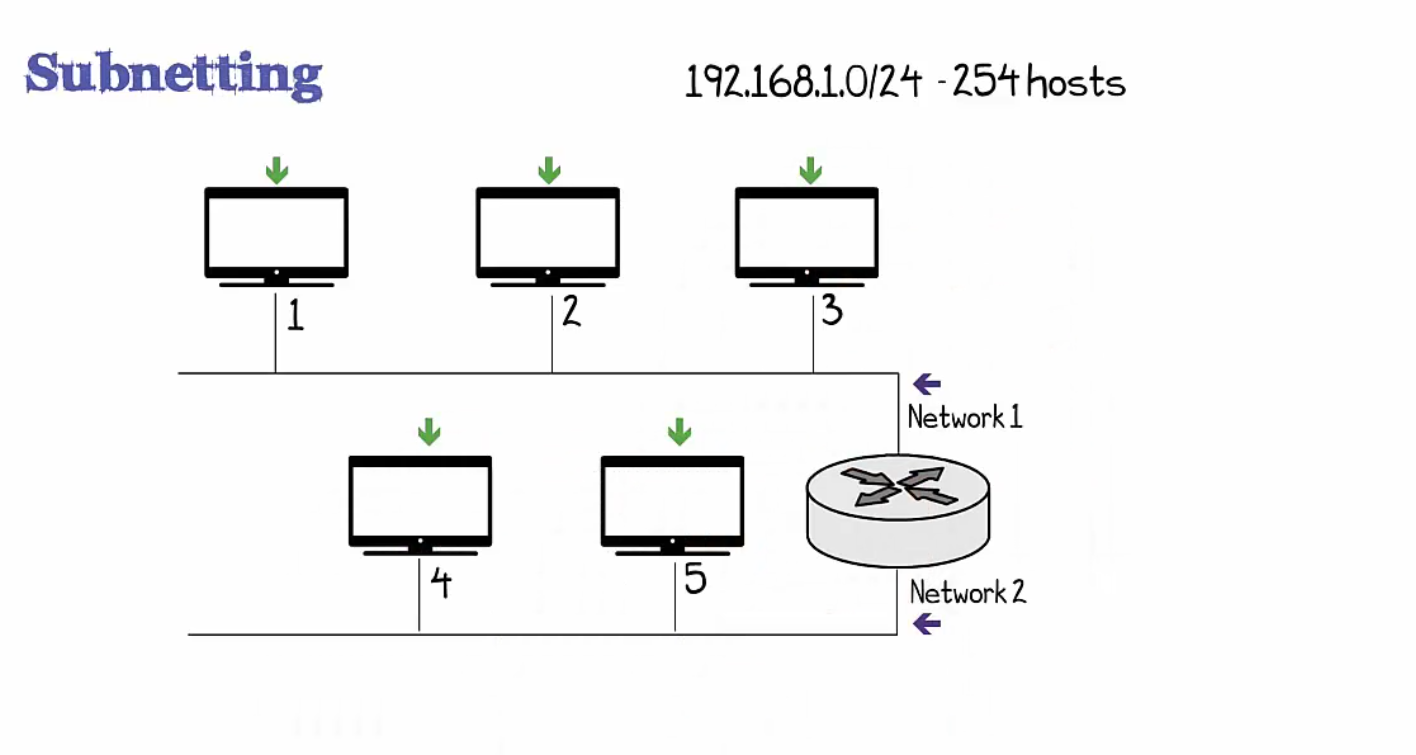 Subnetting
192.168.1.0/24 - 254 hosts
1
2
3
Network 1
4
5
Network 2